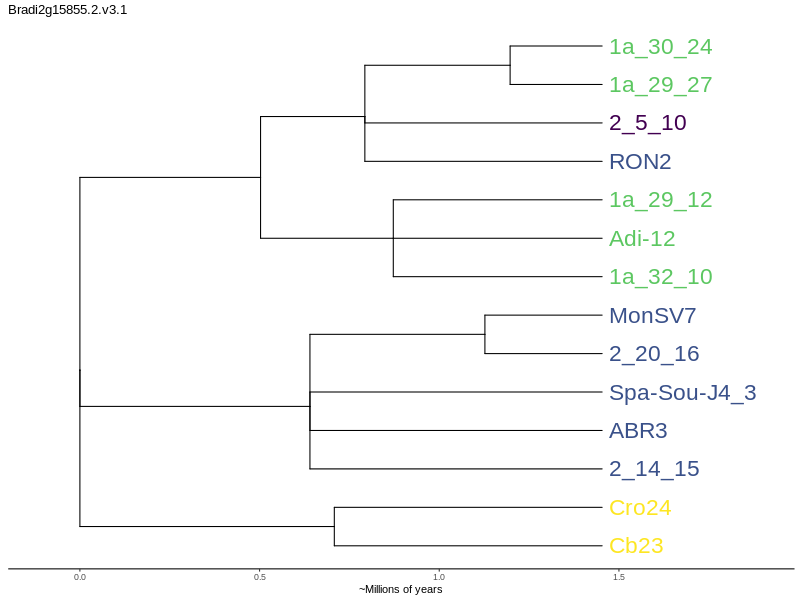 Bradi2g15855.2.v3.1
1a_30_24
1a_29_27
2_5_10
RON2
1a_29_12
Adi-12
1a_32_10
MonSV7
2_20_16
Spa-Sou-J4_3
ABR3
2_14_15
Cro24
Cb23
0.0 0.5 1.0 1.5
~Millions of years